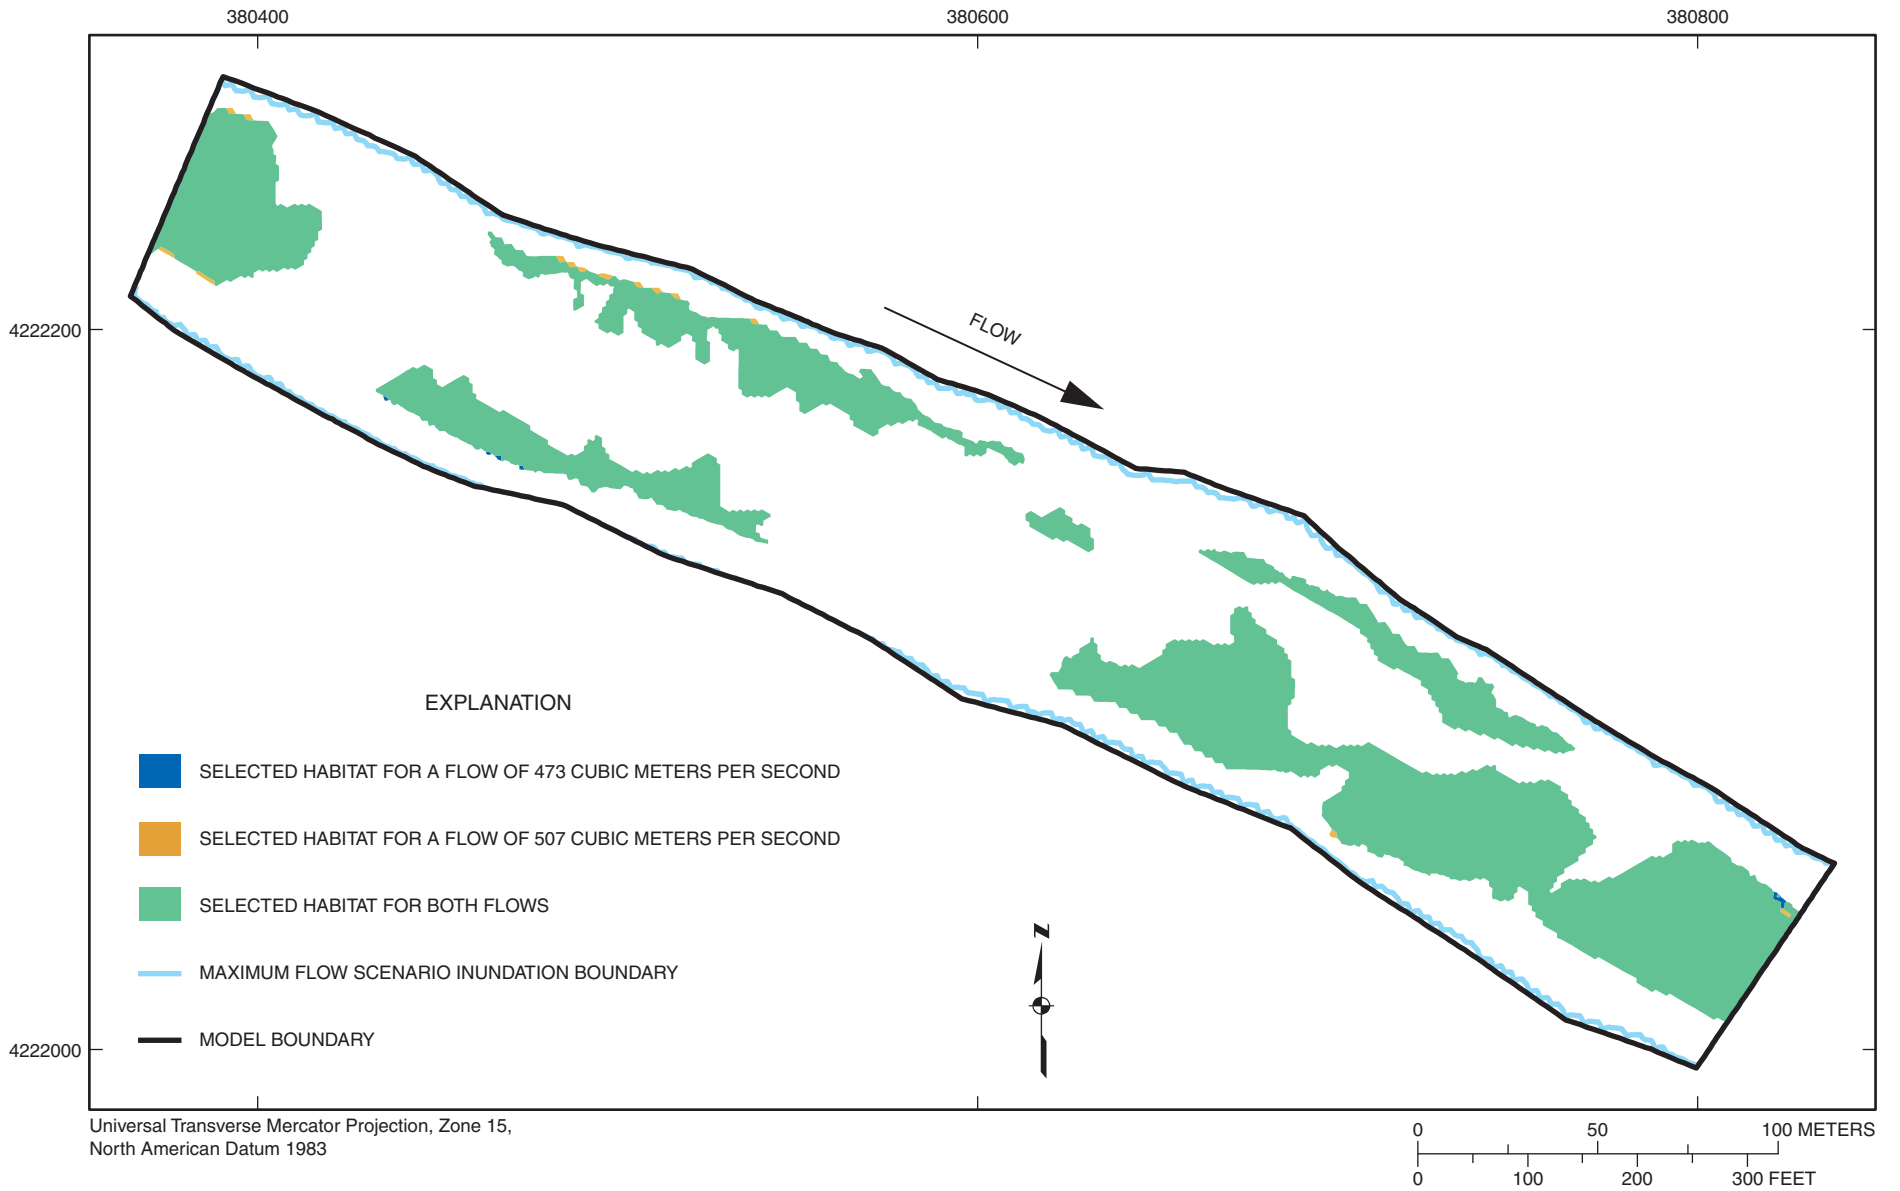 380400 380600 380800
FLOW
4222200
EXPLANATION
SELECTED HABITAT FOR A FLOW OF 473 CUBIC METERS PER SECOND
SELECTED HABITAT FOR A FLOW OF 507 CUBIC METERS PER SECOND
SELECTED HABITAT FOR BOTH FLOWS
MAXIMUM FLOW SCENARIO INUNDATION BOUNDARY
MODEL BOUNDARY
N
4222000
Universal Transverse Mercator Projection, Zone 15,
North American Datum 1983
0 50 100 METERS
0 100 200 300 FEET